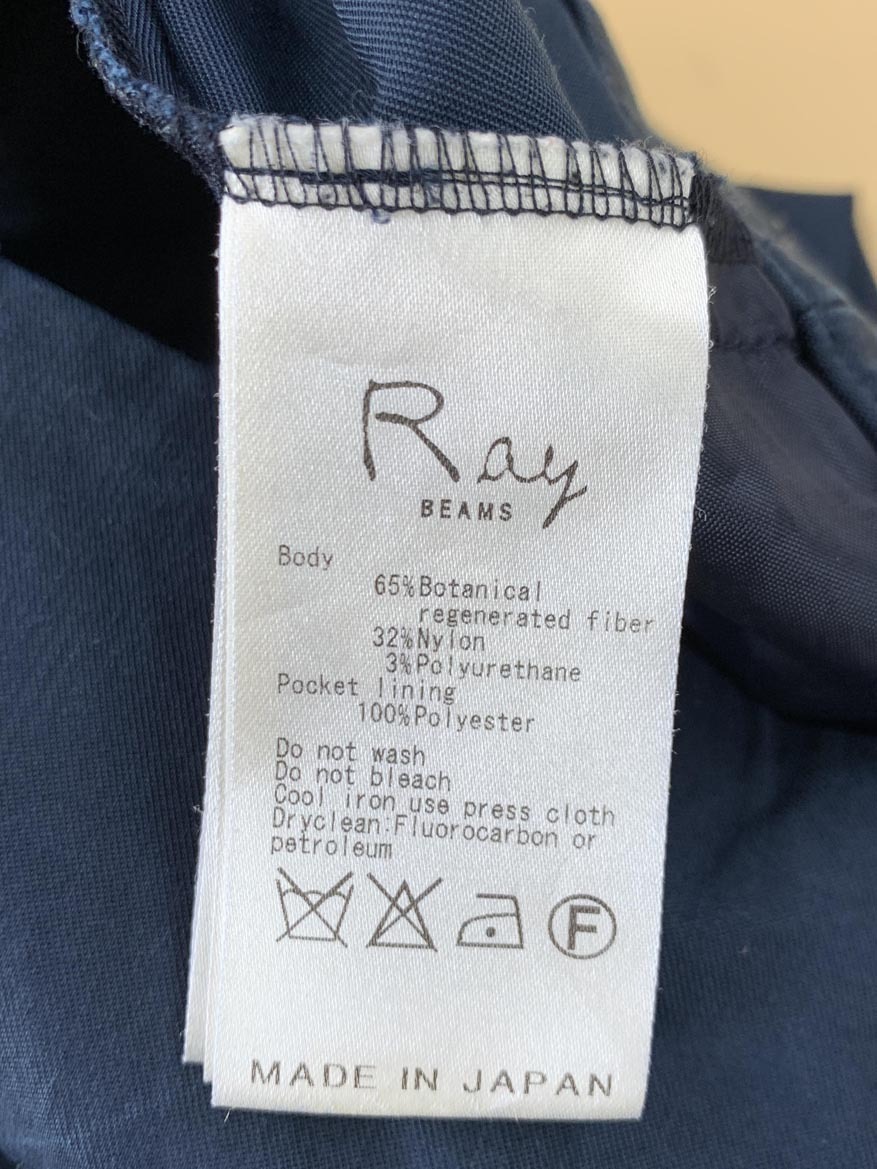 Ray
BEAMS
Body
65%Botanical
regenerated fiber
32%Nylon
3%Polyurethane
Pocket lining
100%Polyester
Do not wash
Do not bleach
Cool iron use press cloth
Dryclean:Fluorocarbon or
petroleum
F
MADE IN JAPAN